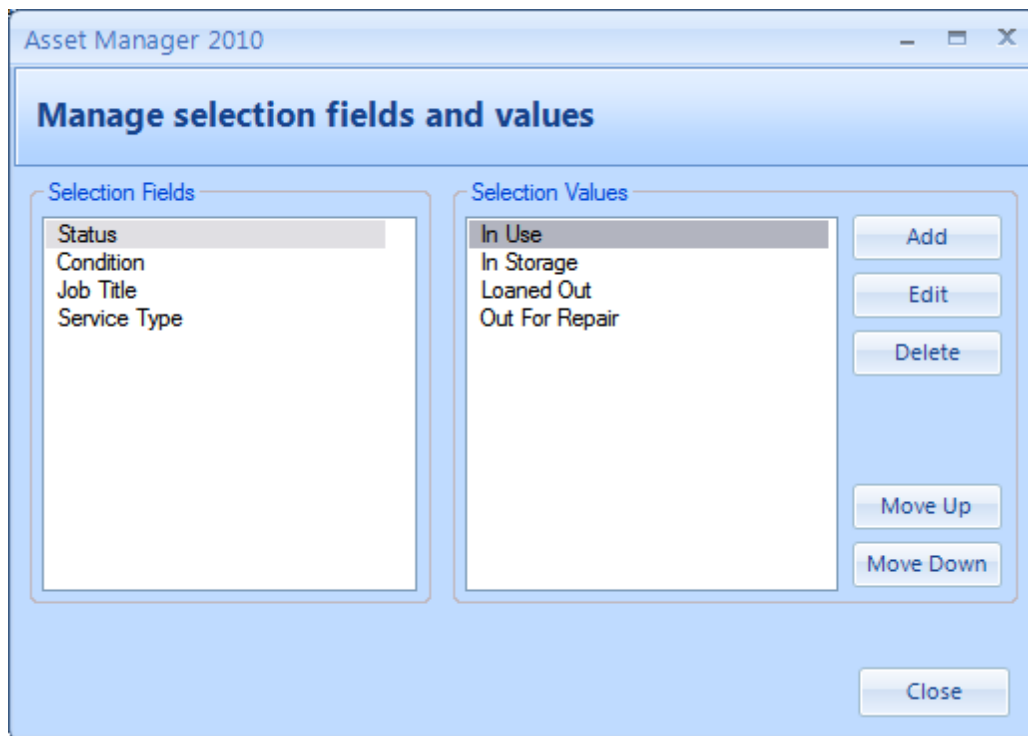 Asset Manager 2010
Manage selection fields and values
Selection Fields
Status
Condition
Job Title
Service Type
Selection Values
In Use
In Storage
Loaned Out
Out For Repair
Add
Edit
Delete
Move Up
Move Down
Close